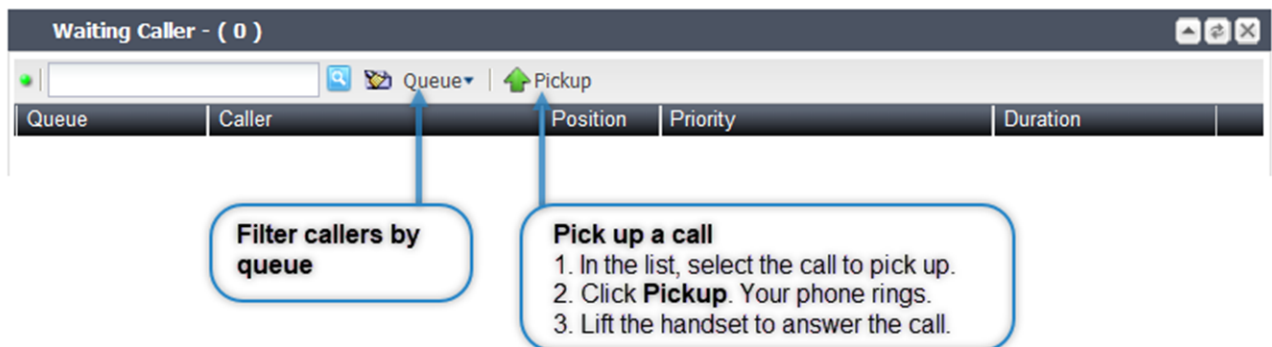 Waiting Caller - ( 0 )
Queue Pickup
Queue Caller Position Priority Duration
Filter callers by
queue
Pick up a call
1. In the list, select the call to pick up.
2. Click Pickup. Your phone rings.
3. Lift the handset to answer the call.